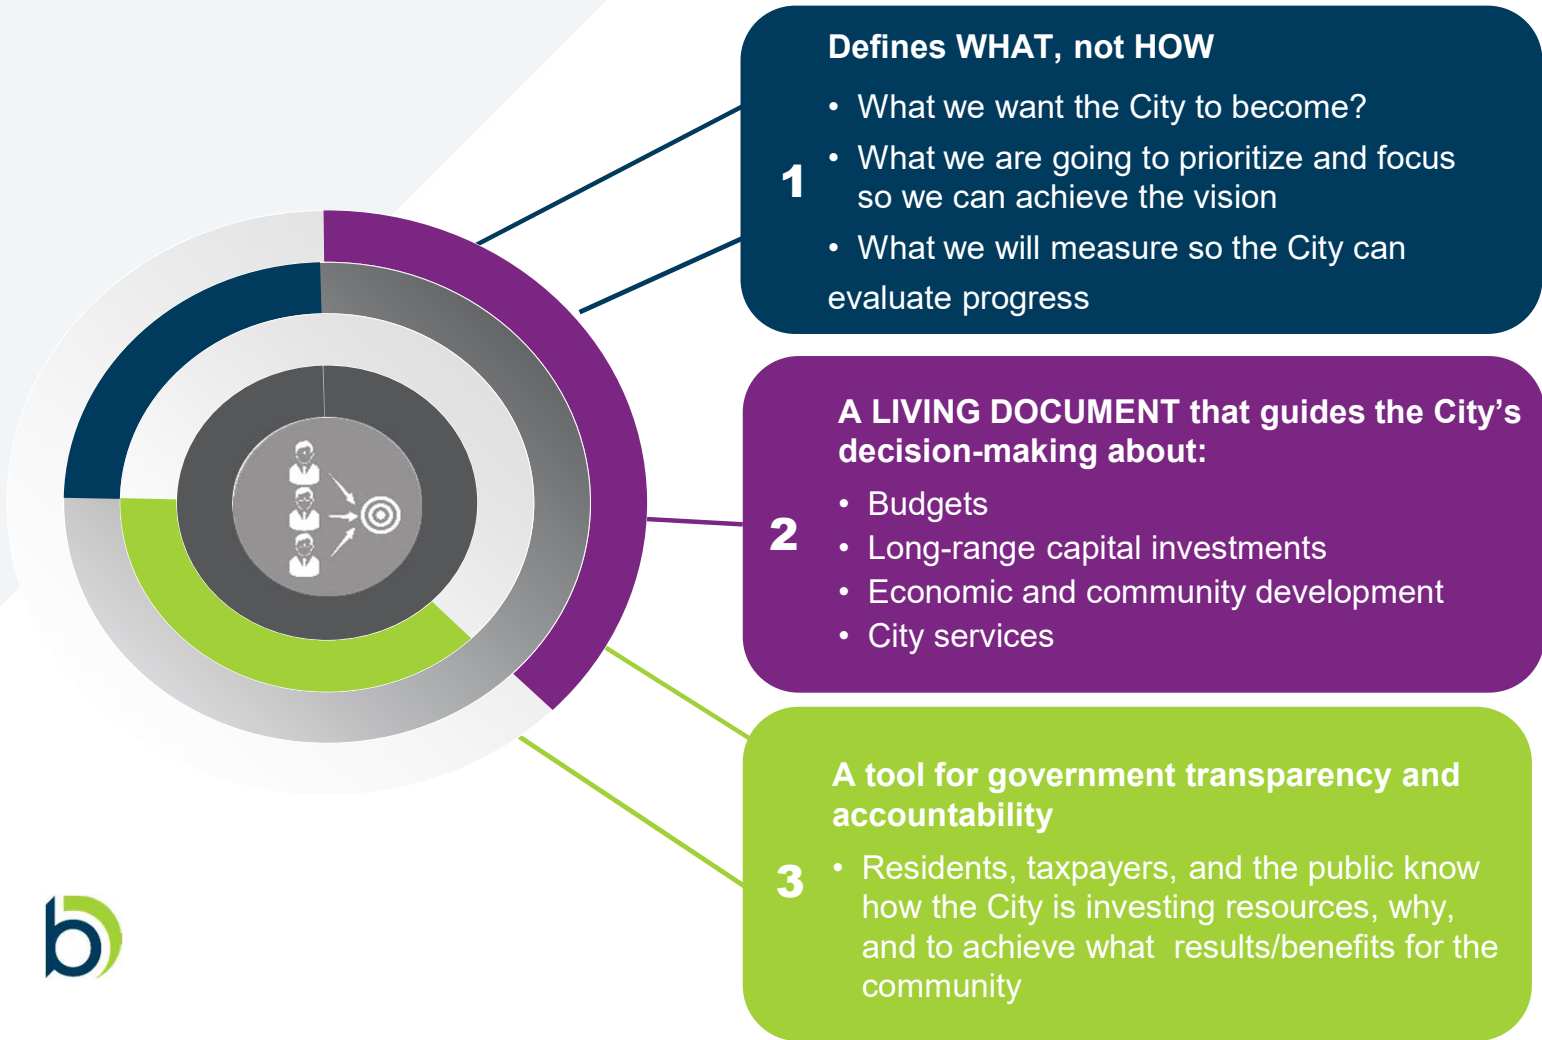 Defines WHAT, not HOW
• What we want the City to become?
• What we are going to prioritize and focus
so we can achieve the vision
• What we will measure so the City can
evaluate progress
1
A LIVING DOCUMENT that guides the City’s
decision-making about:
• Budgets
• Long-range capital investments
• Economic and community development
• City services
2
A tool for government transparency and
accountability
• Residents, taxpayers, and the public know
how the City is investing resources, why,
and to achieve what  results/benefits for the
community
3
b